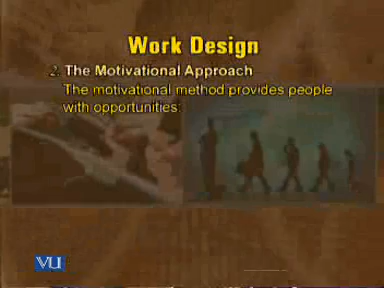 Work Design
2. The Motivational Approach
The motivational method provides people
with opportunities:
VU